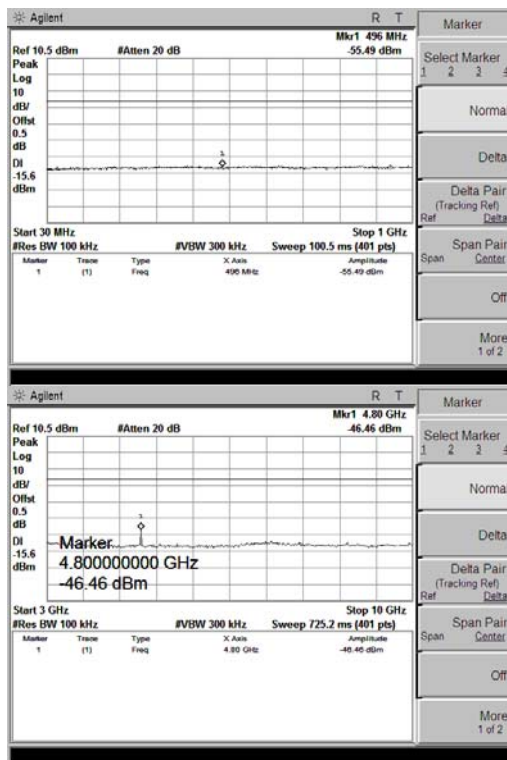 Agilent R T
Mkr1 496 MHz
Ref 10.5 dBm #Atten 20 dB -55.49 dBm
Peak
Log
10
dB/
Offst
0.5
dB
DI
-15.6
dBm
1
Start 30 MHz Stop 1 GHz
#Res BW 100 kHz #VBW 300 kHz Sweep 100.5 ms (401 pts)
Marker Trace Type X Axis Amplitude
1 (1) Freq 496 MHz -55.49 dBm
Marker
Select Marker
1 2 3 4
Normal
Delta
Delta Pair
(Tracking Ref)
Ref Delta
Span Pair
Span Center
Off
More
1 of 2
Agilent R T
Mkr1 4.80 GHz
Ref 10.5 dBm #Atten 20 dB -46.46 dBm
Peak
Log
10
dB/
Offst
0.5
dB
DI
-15.6
dBm
1
Marker
4.800000000 GHz
-46.46 dBm
Start 3 GHz Stop 10 GHz
#Res BW 100 kHz #VBW 300 kHz Sweep 725.2 ms (401 pts)
Marker Trace Type X Axis Amplitude
1 (1) Freq 4.80 GHz -46.46 dBm
Marker
Select Marker
1 2 3 4
Normal
Delta
Delta Pair
(Tracking Ref)
Ref Delta
Span Pair
Span Center
Off
More
1 of 2